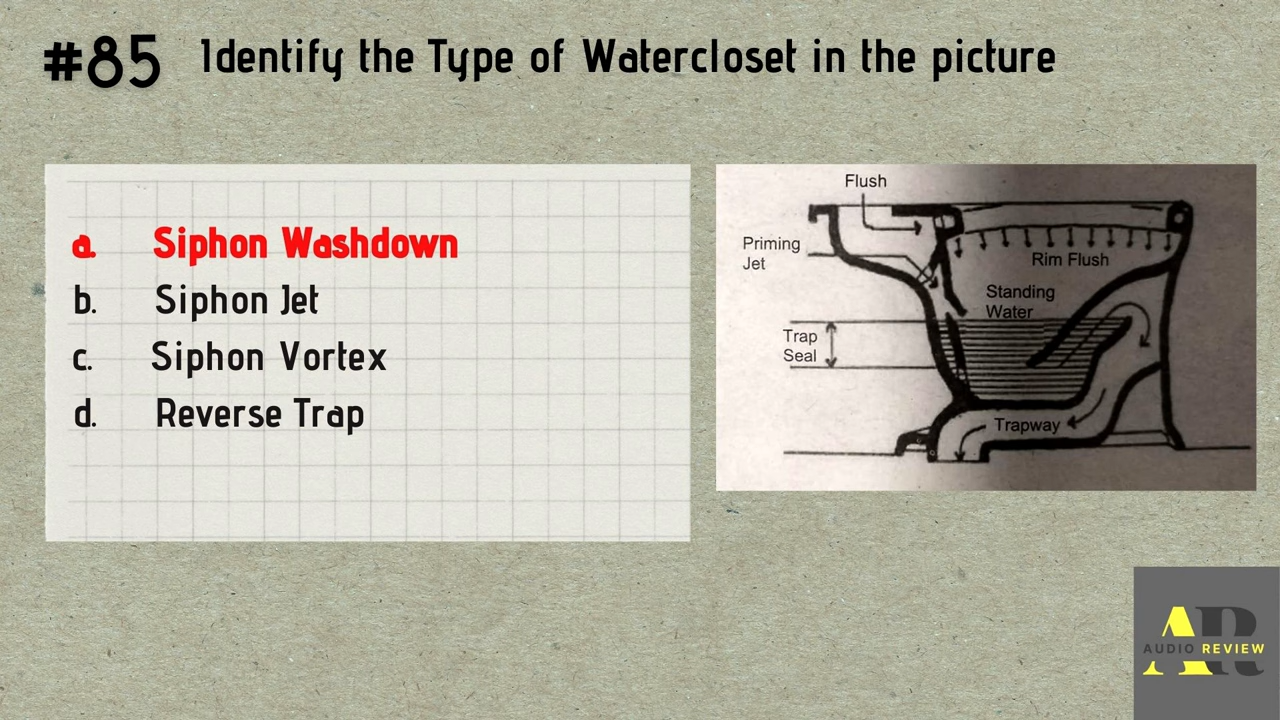 #85 Identify the Type of Watercloset in the picture
a. Siphon Washdown
b. Siphon Jet
c. Siphon Vortex
d. Reverse Trap
Flush
Priming
Jet
Rim Flush
Standing
Water
Trap
Seal
Trapway
AR
AUDIO REVIEW